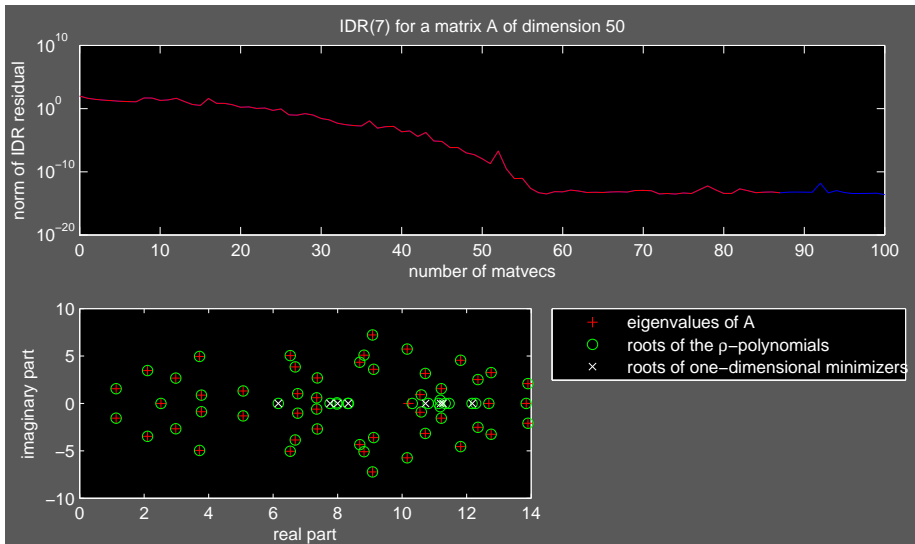 IDR(7) for a matrix A of dimension 50
norm of IDR residual
10^10
10^0
10^-10
10^-20
0 10 20 30 40 50 60 70 80 90 100
number of matvecs
imaginary part
10
5
0
-5
-10
0 2 4 6 8 10 12 14
real part
eigenvalues of A
roots of the ρ-polynomials
roots of one-dimensional minimizers